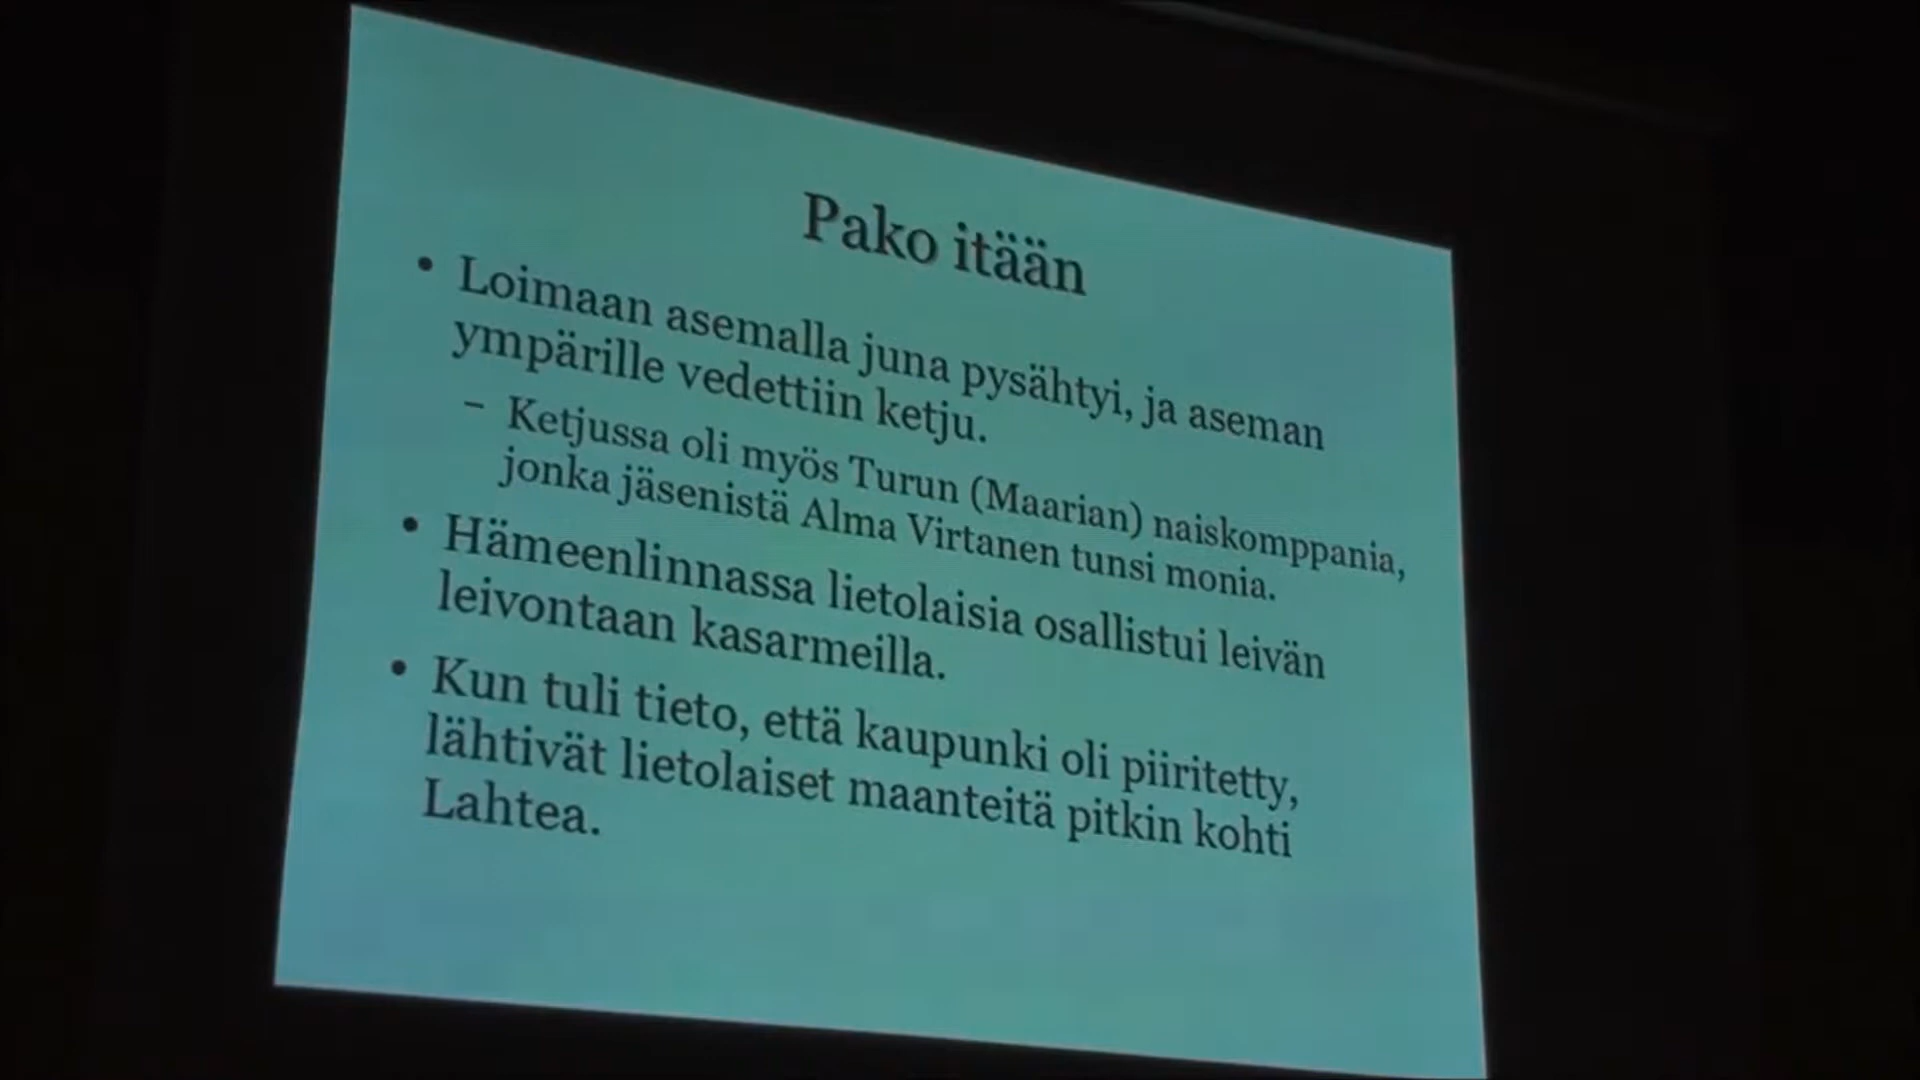 Pako itään
• Loimaan asemalla juna pysähtyi, ja aseman
ympärille vedettiin ketju.
– Ketjussa oli myös Turun (Maarian) naiskomppania,
jonka jäsenistä Alma Virtanen tunsi monia.
• Hämeenlinnassa lietolaisia osallistui leivän
leivontaan kasarmeilla.
• Kun tuli tieto, että kaupunki oli piiritetty,
lähtivät lietolaiset maanteitä pitkin kohti
Lahtea.